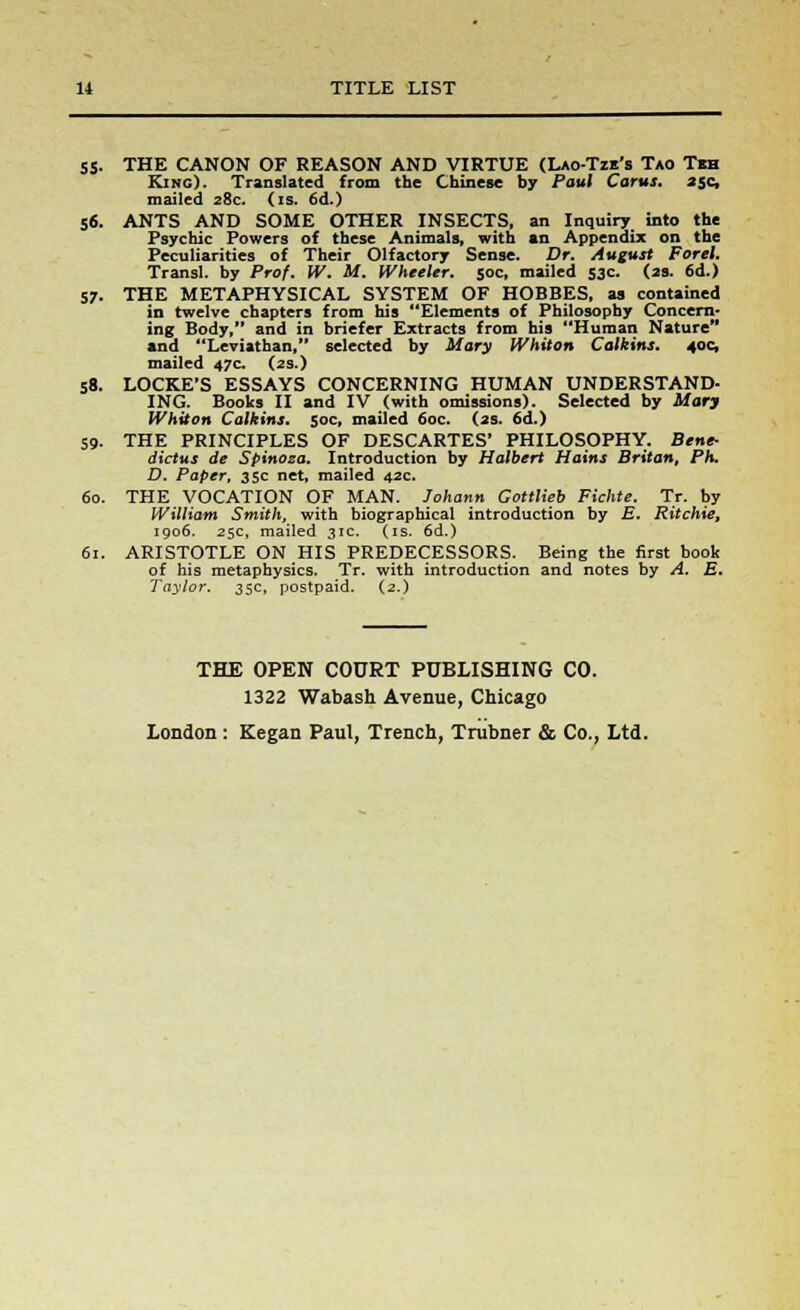 14 TITLE LIST
55. THE CANON OF REASON AND VIRTUE (Lao-Tze's Tao Teh
King). Translated from the Chinese by Paul Carus. 25c,
mailed 28c. (1s. 6d.)
56. ANTS AND SOME OTHER INSECTS, an Inquiry into the
Psychic Powers of these Animals, with an Appendix on the
Peculiarities of Their Olfactory Sense. Dr. August Forel.
Transl. by Prof. W. M. Wheeler. 50c, mailed 53c. (2s. 6d.)
57. THE METAPHYSICAL SYSTEM OF HOBBES, as contained
in twelve chapters from his "Elements of Philosophy Concern-
ing Body," and in briefer Extracts from his "Human Nature"
and "Leviathan," selected by Mary Whiton Calkins. 40c,
mailed 47c. (2s.)
58. LOCKE'S ESSAYS CONCERNING HUMAN UNDERSTAND-
ING. Books II and IV (with omissions). Selected by Mary
Whiton Calkins. 50c, mailed 60c. (2s. 6d.)
59. THE PRINCIPLES OF DESCARTES' PHILOSOPHY. Bene-
dictus de Spinoza. Introduction by Halbert Hains Britan, Ph.
D. Paper, 35c net, mailed 42c.
60. THE VOCATION OF MAN. Johann Gottlieb Fichte. Tr. by
William Smith, with biographical introduction by E. Ritchie,
1906. 25c, mailed 31c. (1s. 6d.)
61. ARISTOTLE ON HIS PREDECESSORS. Being the first book
of his metaphysics. Tr. with introduction and notes by A. E.
Taylor. 35c, postpaid. (2.)
THE OPEN COURT PUBLISHING CO.
1322 Wabash Avenue, Chicago
London : Kegan Paul, Trench, Trübner & Co., Ltd.